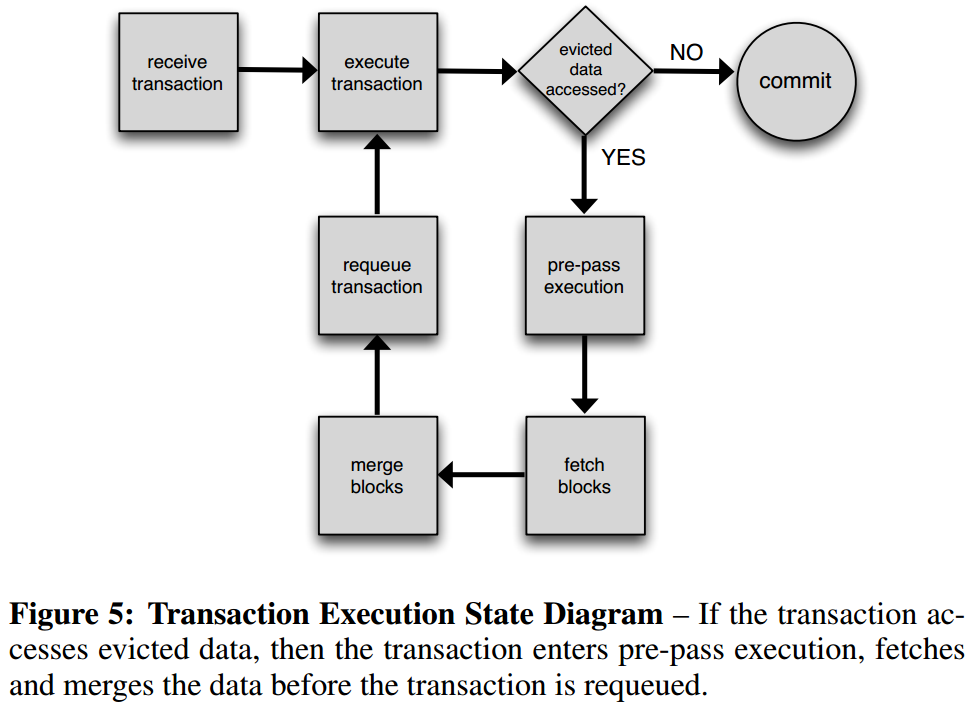 receive
transaction
execute
transaction
evicted
data
accessed?
NO
commit
YES
requeue
transaction
pre-pass
execution
merge
blocks
fetch
blocks
Figure 5: Transaction Execution State Diagram – If the transaction ac-
cesses evicted data, then the transaction enters pre-pass execution, fetches
and merges the data before the transaction is requeued.